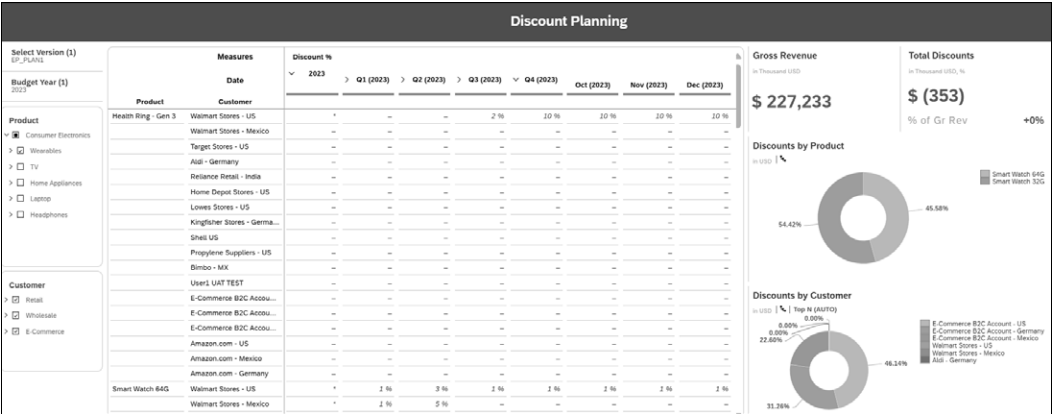 Discount Planning
Select Version (1)
EP_PLAN1
Budget Year (1)
2023
Product
Consumer Electronics
Wearables
TV
Home Appliances
Laptop
Headphones
Customer
Retail
Wholesale
E-Commerce
Measures Discount %
Date 2023 Q1 (2023) Q2 (2023) Q3 (2023) Q4 (2023) Oct (2023) Nov (2023) Dec (2023)
Product Customer
Health Ring - Gen 3 Walmart Stores - US * – – 2 % 10 % 10 % 10 % 10 %
Walmart Stores - Mexico – – – – – – – –
Target Stores - US – – – – – – – –
Aldi - Germany – – – – – – – –
Reliance Retail - India – – – – – – – –
Home Depot Stores - US – – – – – – – –
Lowes Stores - US – – – – – – – –
Kingfisher Stores - Germa... – – – – – – – –
Shell US – – – – – – – –
Propylene Suppliers - US – – – – – – – –
Bimbo - MX – – – – – – – –
User1 UAT TEST – – – – – – – –
E-Commerce B2C Accou... – – – – – – – –
E-Commerce B2C Accou... – – – – – – – –
E-Commerce B2C Accou... – – – – – – – –
Amazon.com - US – – – – – – – –
Amazon.com - Mexico – – – – – – – –
Amazon.com - Germany – – – – – – – –
Smart Watch 64G Walmart Stores - US * 1 % 3 % 1 % 1 % 1 % 1 % 1 %
Walmart Stores - Mexico * 1 % 5 % – – – – –
Gross Revenue
in Thousand USD
$ 227,233
Total Discounts
in Thousand USD, %
$ (353)
% of Gr Rev +0%
Discounts by Product
in USD
Smart Watch 64G
Smart Watch 32G
45.58%
54.42%
Discounts by Customer
in USD | Top N (AUTO)
0.00%
0.00%
0.00%
22.60%
46.14%
31.26%
E-Commerce B2C Account - US
E-Commerce B2C Account - Germany
E-Commerce B2C Account - Mexico
Walmart Stores - US
Walmart Stores - Mexico
Aldi - Germany